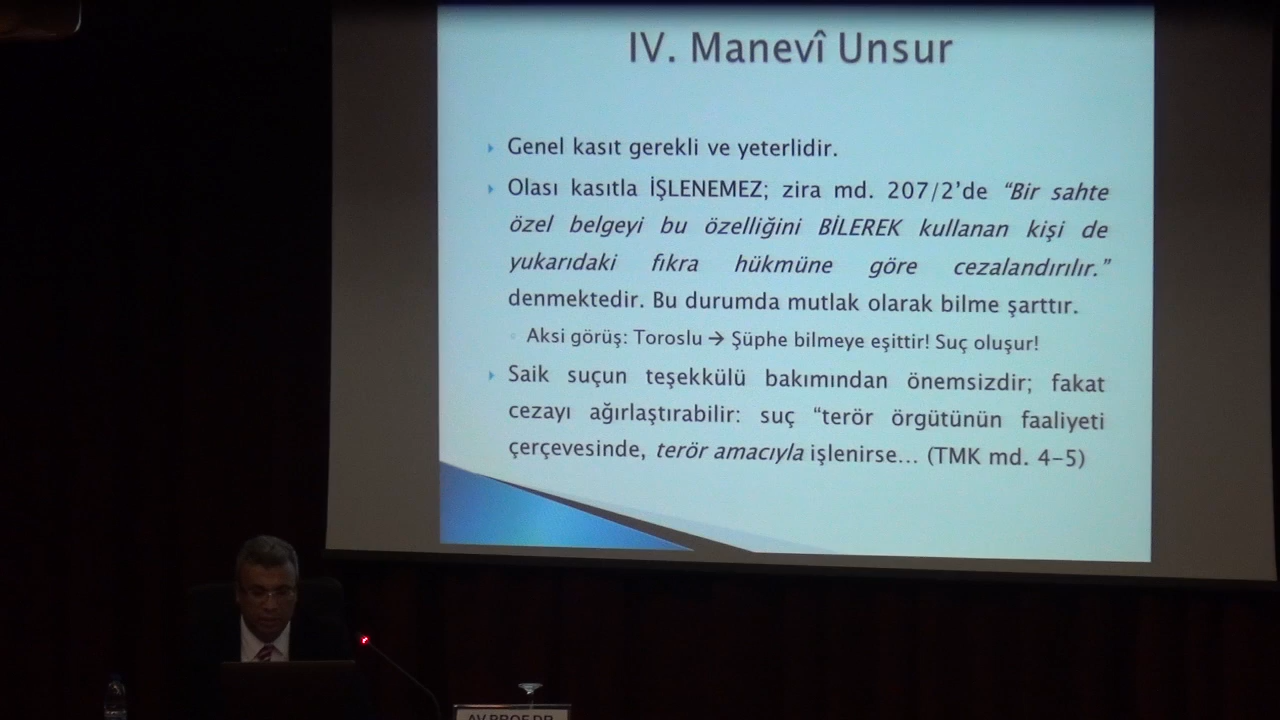 IV. Manevî Unsur
Genel kasıt gerekli ve yeterlidir.
Olası kasıtla İŞLENEMEZ; zira md. 207/2’de “Bir sahte
özel belgeyi bu özelliğini BİLEREK kullanan kişi de
yukarıdaki fıkra hükmüne göre cezalandırılır.”
denmektedir. Bu durumda mutlak olarak bilme şarttır.
Aksi görüş: Toroslu → Şüphe bilmeye eşittir! Suç oluşur!
Saik suçun teşekkülü bakımından önemsizdir; fakat
cezayı ağırlaştırabilir: suç “terör örgütünün faaliyeti
çerçevesinde, terör amacıyla işlenirse... (TMK md. 4-5)
AV.PROF.DR.